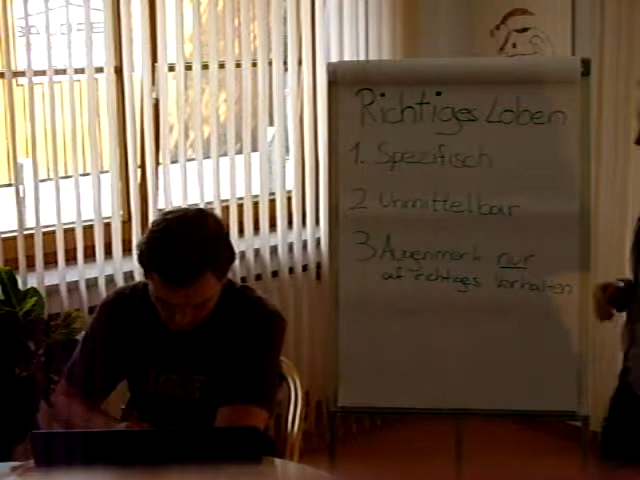 Richtiges Loben
1. Spezifisch
2 Unmittelbar
3 Augenmerk nur
auf richtiges Verhalten